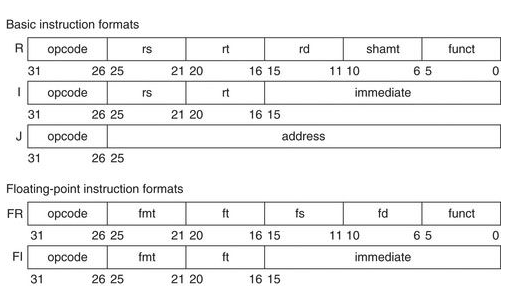 Basic instruction formats
R opcode rs rt rd shamt funct
31 26 25 21 20 16 15 11 10 6 5 0
I opcode rs rt immediate
31 26 25 21 20 16 15
J opcode address
31 26 25
Floating-point instruction formats
FR opcode fmt ft fs fd funct
31 26 25 21 20 16 15 11 10 6 5 0
FI opcode fmt ft immediate
31 26 25 21 20 16 15